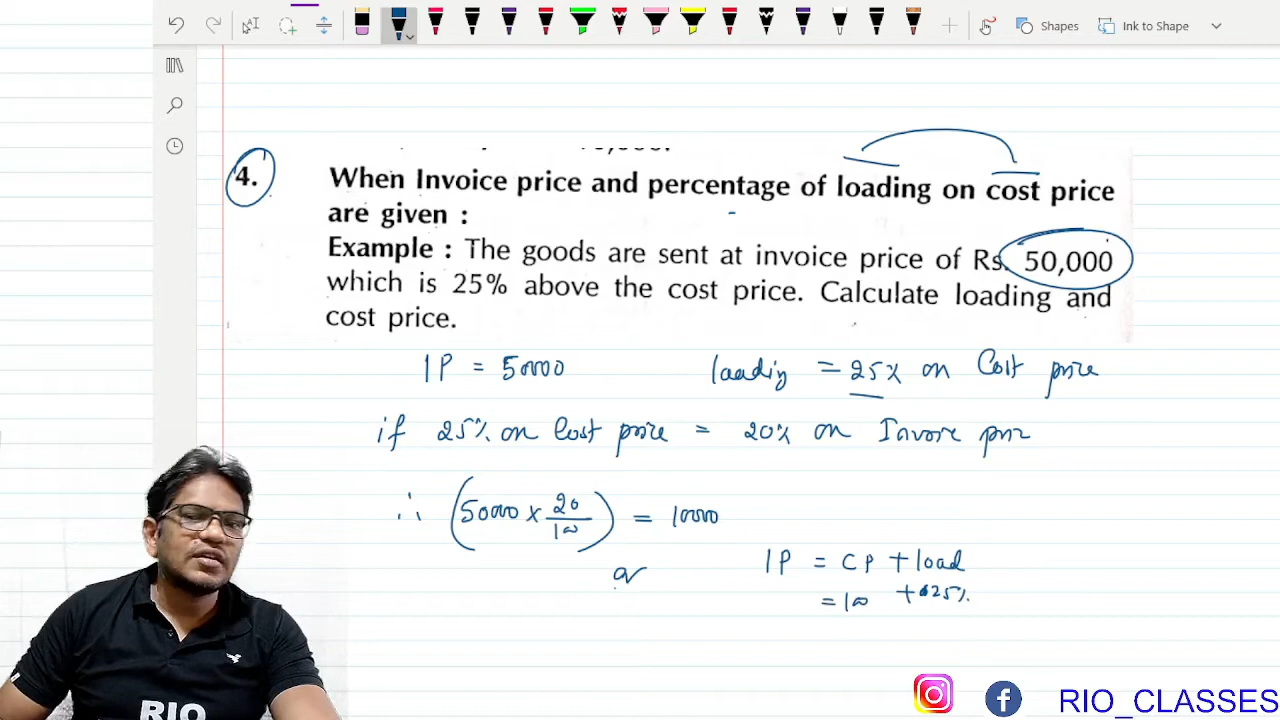 Shapes
Ink to Shape
4.
When Invoice price and percentage of loading on cost price
are given :
Example : The goods are sent at invoice price of Rs. 50,000
which is 25% above the cost price. Calculate loading and
cost price.
IP = 50000 loading = 25% on Cost price
if 25% on Cost price = 20% on Invoice price
∴ (50000 × 20/100) = 10000
or
IP = CP + load
= 100 + 25%
RIO
RIO_CLASSES